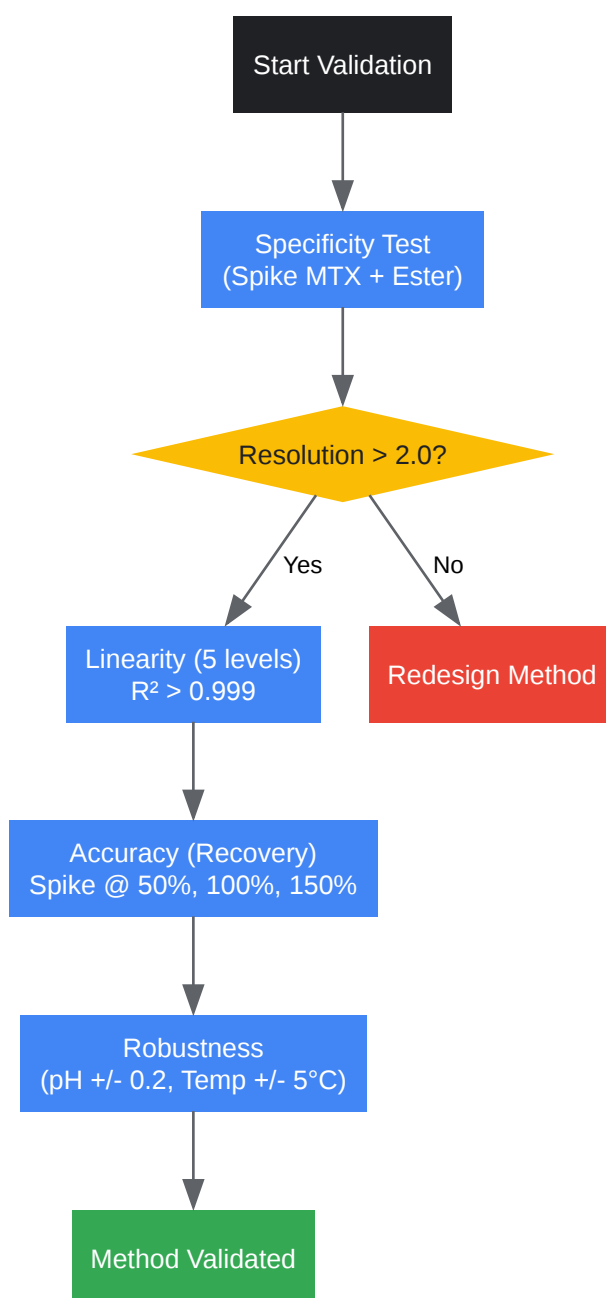 Start Validation
Specificity Test
(Spike MTX + Ester)
Resolution > 2.0?
Yes
No
Linearity (5 levels)
R² > 0.999
Redesign Method
Accuracy (Recovery)
Spike @ 50%, 100%, 150%
Robustness
(pH +/- 0.2, Temp +/- 5°C)
Method Validated